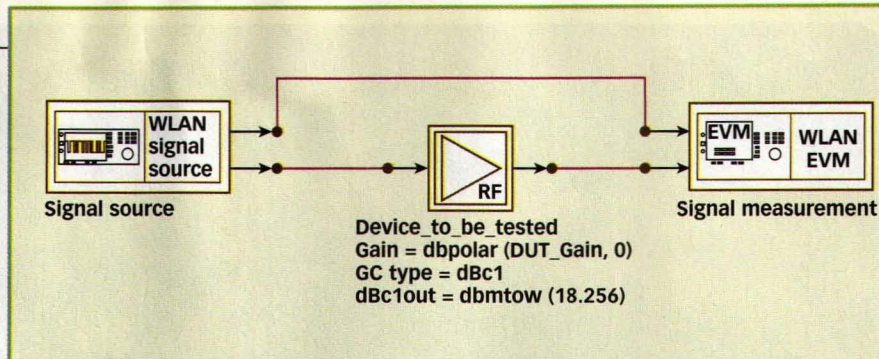 WLAN
signal
source
Signal source
RF
Device_to_be_tested
Gain = dbpolar (DUT_Gain, 0)
GC type = dBc1
dBc1out = dbmtow (18.256)
EVM
WLAN
EVM
Signal measurement